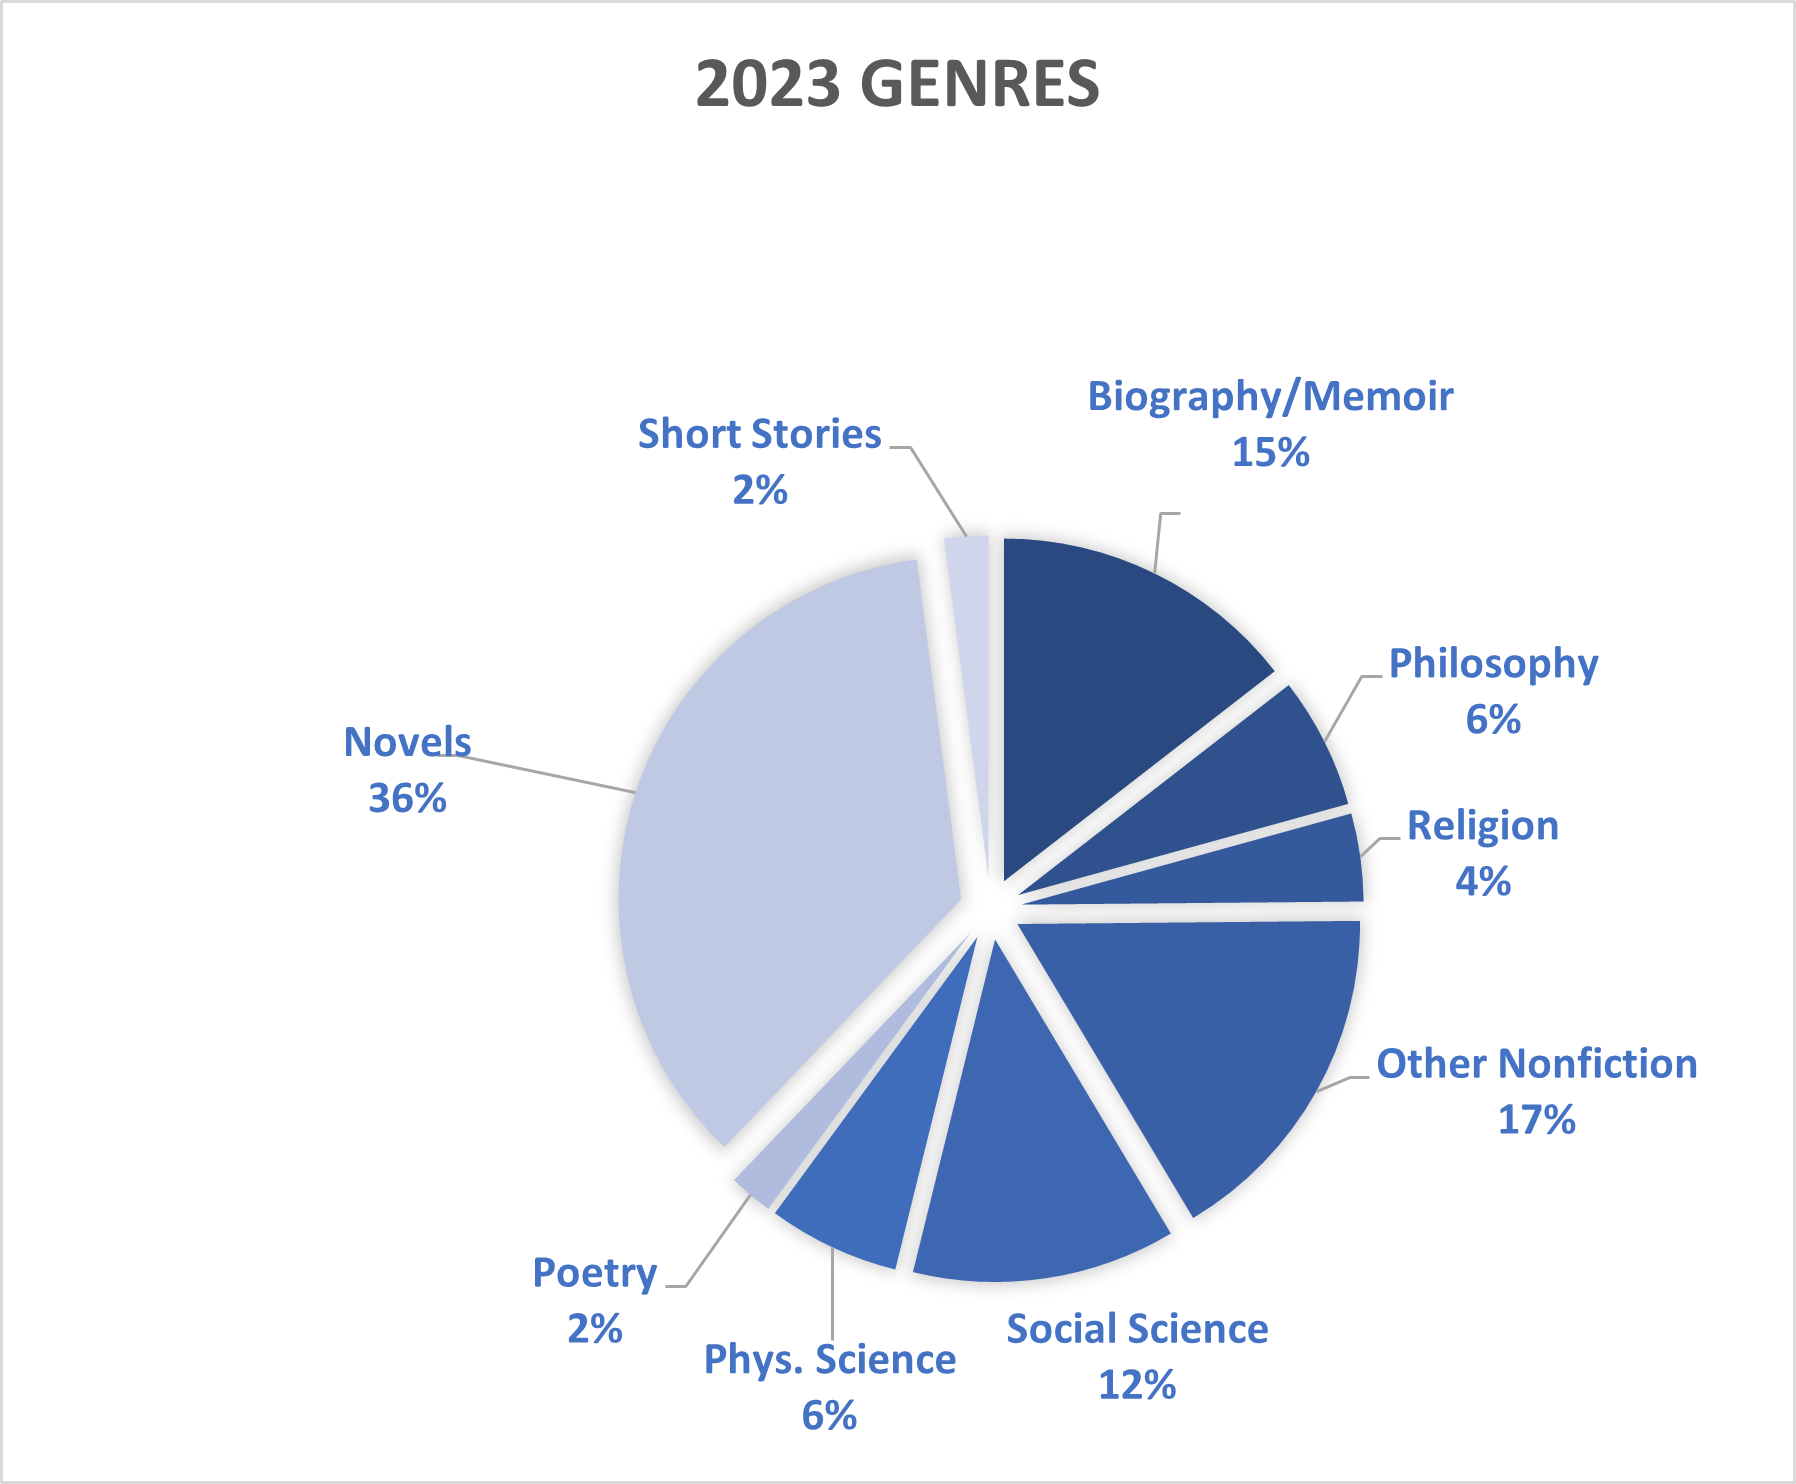 2023 GENRES
Biography/Memoir
15%
Short Stories
2%
Philosophy
6%
Novels
36%
Religion
4%
Other Nonfiction
17%
Poetry
2%
Social Science
12%
Phys. Science
6%